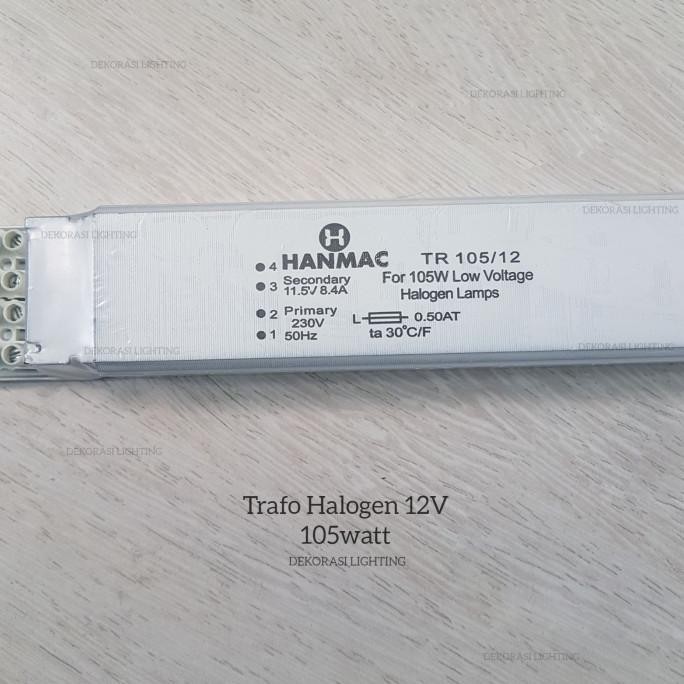 DEKORASI LIGHTING
DEKORASI LIGHTING
DEKORASI LIGHTING
DEKORASI LIGHTING
H
HANMAC
TR 105/12
For 105W Low Voltage
Halogen Lamps
4
3 Secondary
11.5V 8.4A
2 Primary
230V
1 50Hz
L 0.50AT
ta 30°C/F
DEKORASI LIGHTING
DEKORASI LIGHTING
DEKORASI LIGHTING
Trafo Halogen 12V
105watt
DEKORASI LIGHTING
DEKORASI LIGHTING